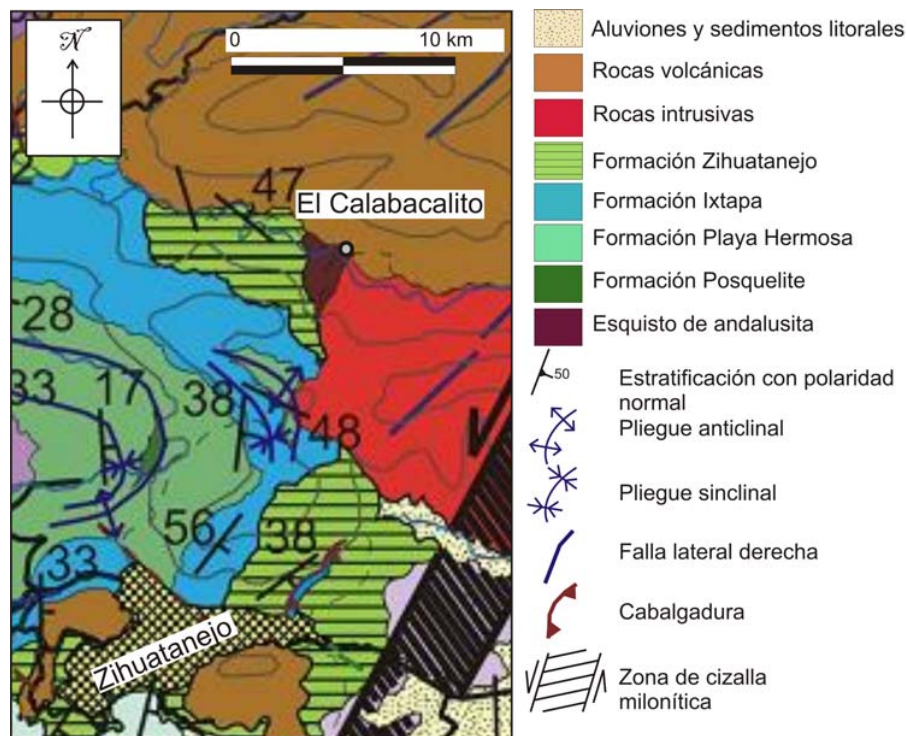 N
0 10 km
47
El Calabacalito
28
33
17
38
48
56
38
33
Zihuatanejo
Aluviones y sedimentos litorales
Rocas volcánicas
Rocas intrusivas
Formación Zihuatanejo
Formación Ixtapa
Formación Playa Hermosa
Formación Posquelite
Esquisto de andalusita
50
Estratificación con polaridad
normal
Pliegue anticlinal
Pliegue sinclinal
Falla lateral derecha
Cabalgadura
Zona de cizalla
milonítica